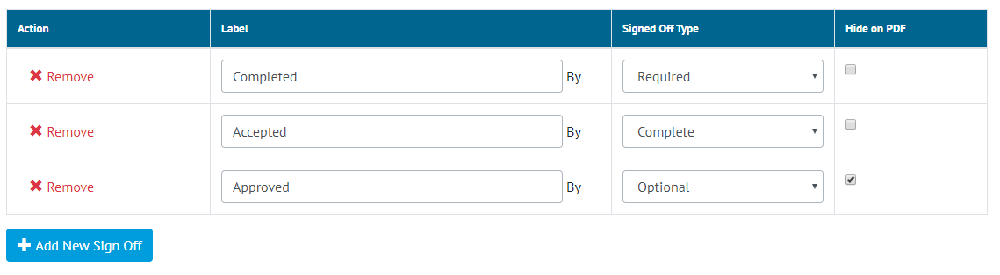 Action Label Signed Off Type Hide on PDF
Remove Completed By Required
Remove Accepted By Complete
Remove Approved By Optional
Add New Sign Off